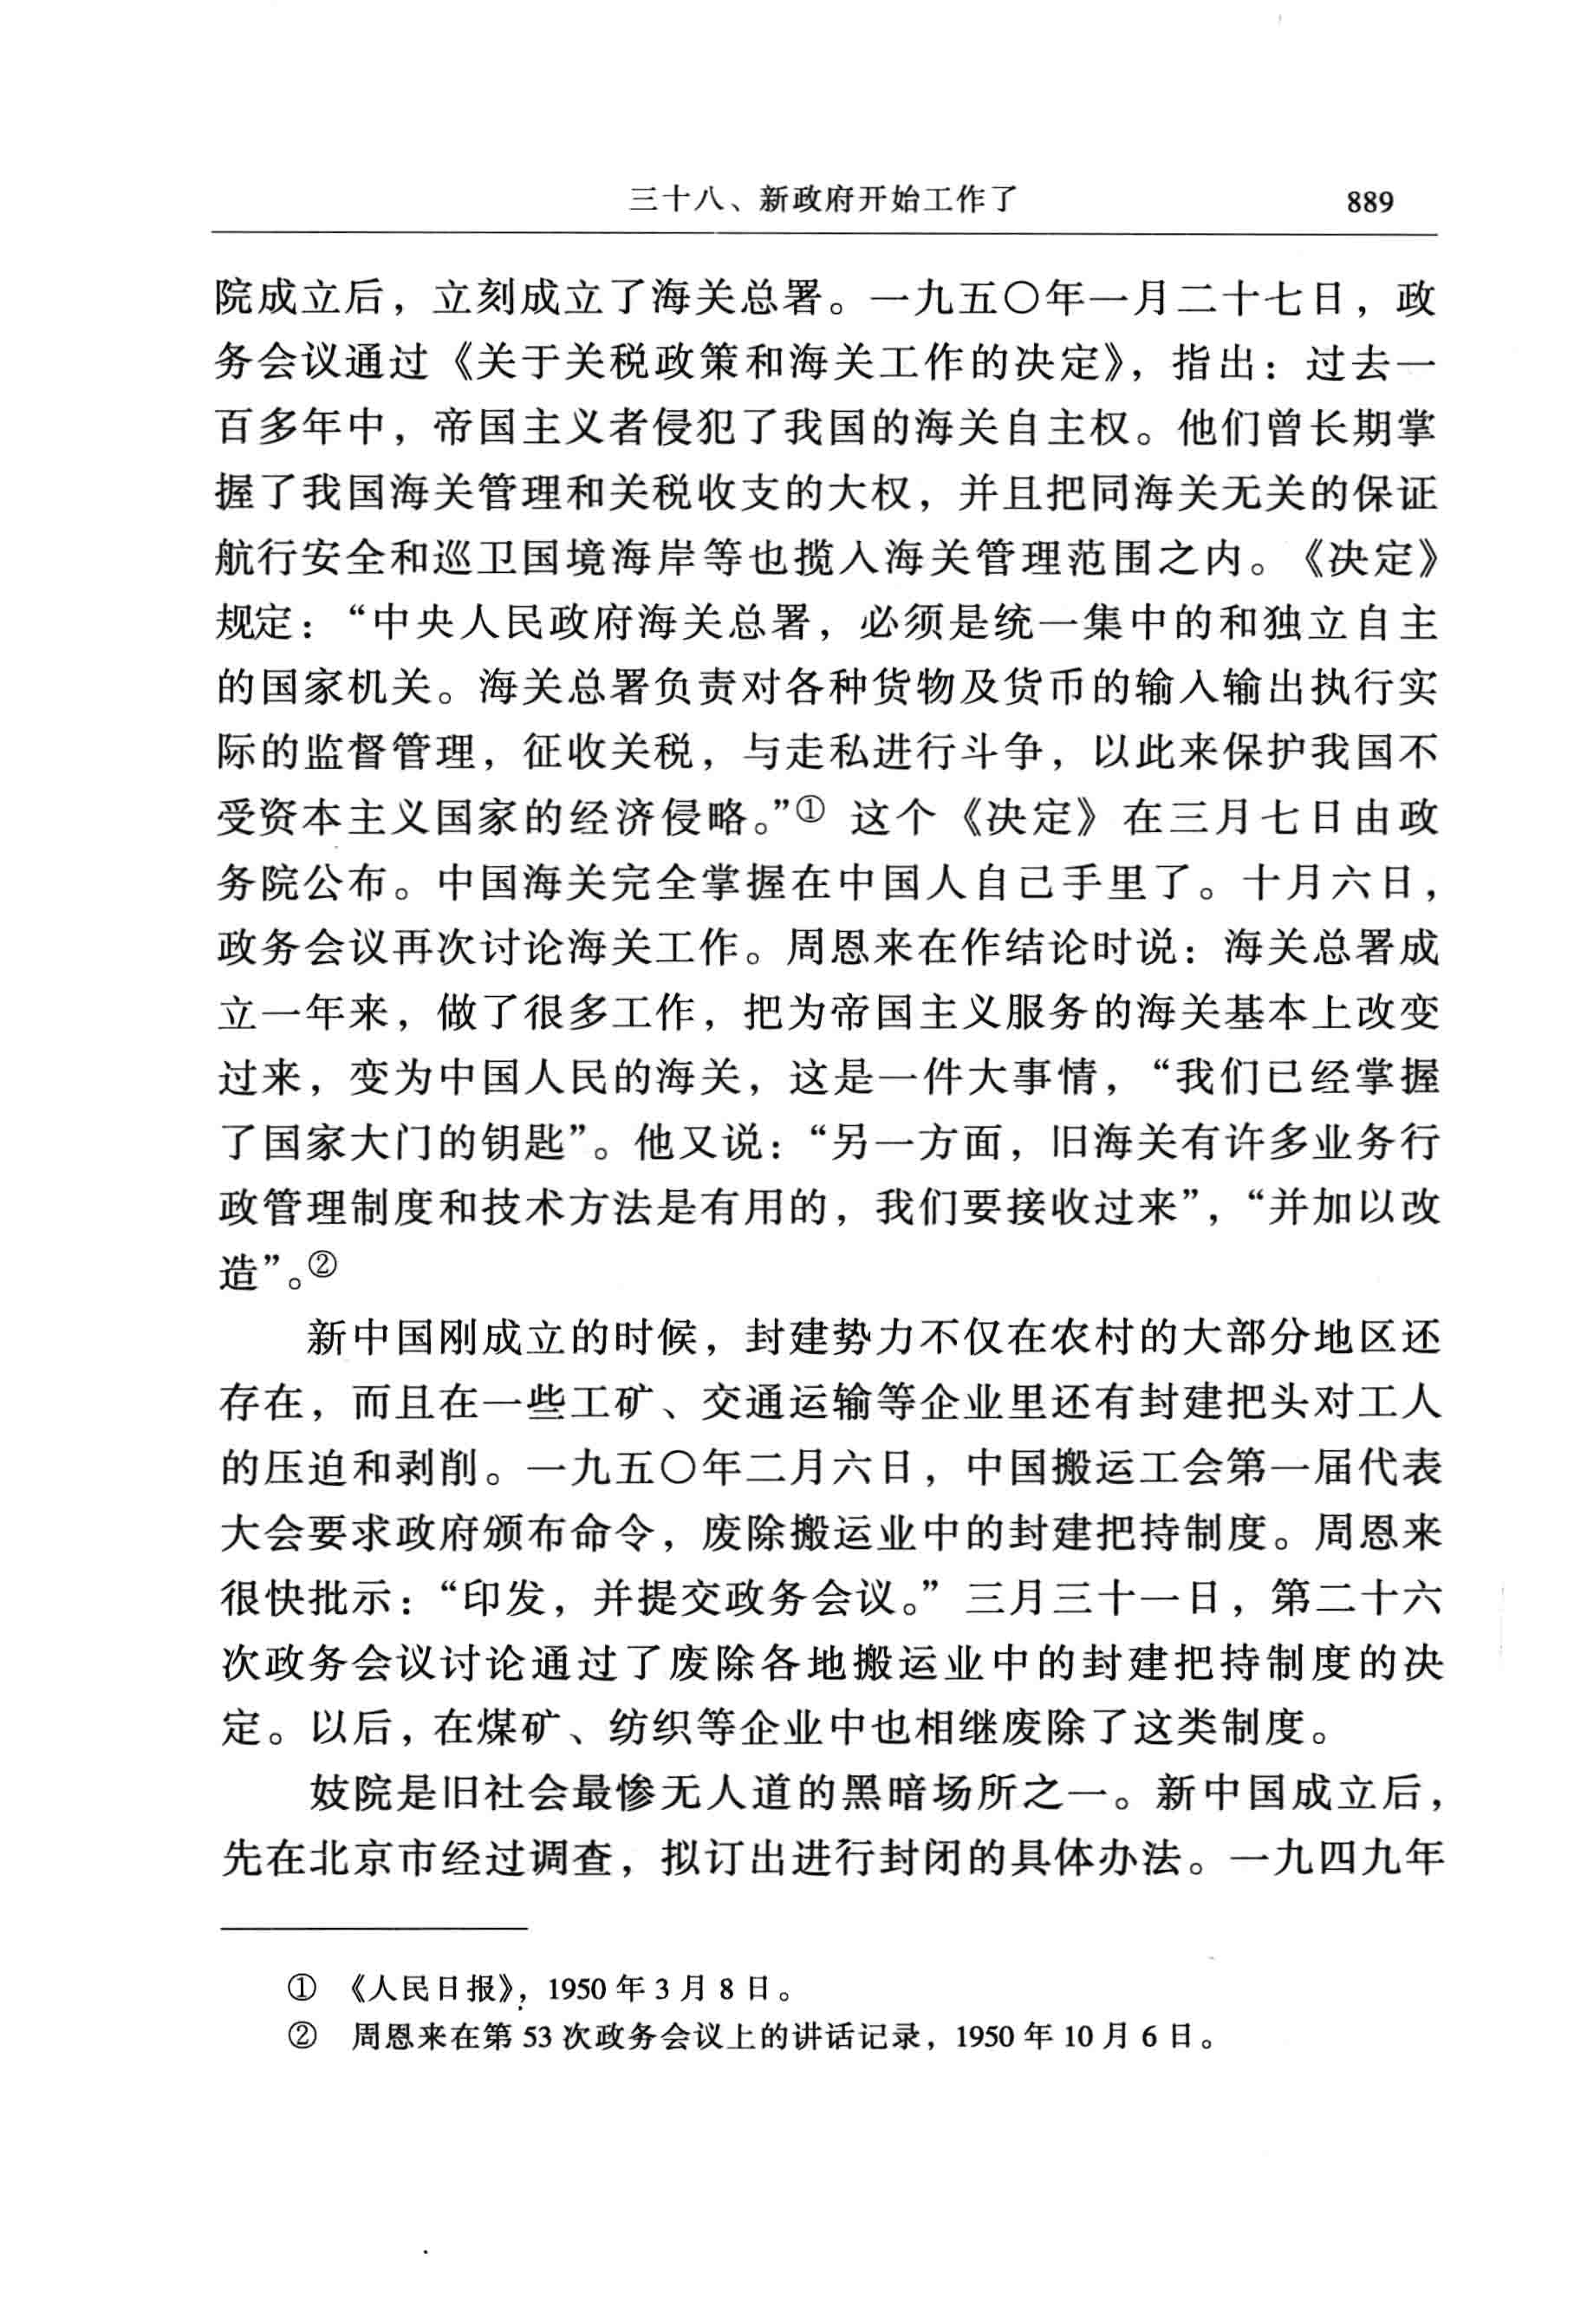 三十八、新政府开始工作了 889
院成立后，立刻成立了海关总署。一九五〇年一月二十七日，政
务会议通过《关于关税政策和海关工作的决定》，指出：过去一
百多年中，帝国主义者侵犯了我国的海关自主权。他们曾长期掌
握了我国海关管理和关税收支的大权，并且把同海关无关的保证
航行安全和巡卫国境海岸等也揽入海关管理范围之内。《决定》
规定：“中央人民政府海关总署，必须是统一集中的和独立自主
的国家机关。海关总署负责对各种货物及货币的输入输出执行实
际的监督管理，征收关税，与走私进行斗争，以此来保护我国不
受资本主义国家的经济侵略。”① 这个《决定》在三月七日由政
务院公布。中国海关完全掌握在中国人自己手里了。十月六日，
政务会议再次讨论海关工作。周恩来在作结论时说：海关总署成
立一年来，做了很多工作，把为帝国主义服务的海关基本上改变
过来，变为中国人民的海关，这是一件大事情，“我们已经掌握
了国家大门的钥匙”。他又说：“另一方面，旧海关有许多业务行
政管理制度和技术方法是有用的，我们要接收过来”，“并加以改
造”。②
新中国刚成立的时候，封建势力不仅在农村的大部分地区还
存在，而且在一些工矿、交通运输等企业里还有封建把头对工人
的压迫和剥削。一九五〇年二月六日，中国搬运工会第一届代表
大会要求政府颁布命令，废除搬运业中的封建把持制度。周恩来
很快批示：“印发，并提交政务会议。”三月三十一日，第二十六
次政务会议讨论通过了废除各地搬运业中的封建把持制度的决
定。以后，在煤矿、纺织等企业中也相继废除了这类制度。
妓院是旧社会最惨无人道的黑暗场所之一。新中国成立后，
先在北京市经过调查，拟订出进行封闭的具体办法。一九四九年
① 《人民日报》，1950 年 3 月 8 日。
② 周恩来在第 53 次政务会议上的讲话记录，1950 年 10 月 6 日。